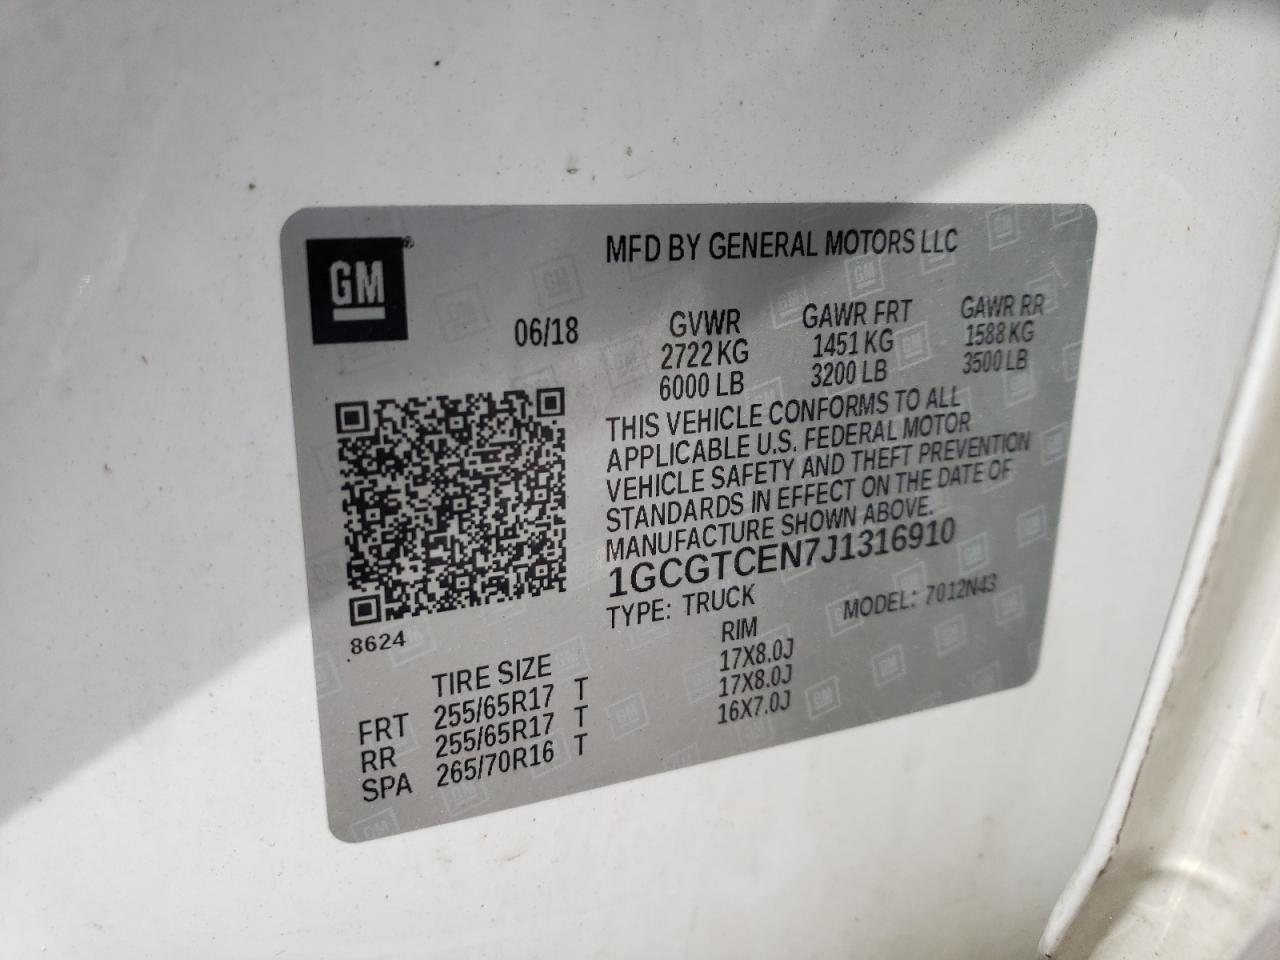 GM®
MFD BY GENERAL MOTORS LLC
06/18
GVWR GAWR FRT GAWR RR
2722 KG 1451 KG 1588 KG
6000 LB 3200 LB 3500 LB
THIS VEHICLE CONFORMS TO ALL
APPLICABLE U.S. FEDERAL MOTOR
VEHICLE SAFETY AND THEFT PREVENTION
STANDARDS IN EFFECT ON THE DATE OF
MANUFACTURE SHOWN ABOVE.
1GCGTCEN7J1316910
TYPE: TRUCK MODEL: 7012N43
8624
TIRE SIZE RIM
FRT 255/65R17 T 17X8.0J
RR 255/65R17 T 17X8.0J
SPA 265/70R16 T 16X7.0J